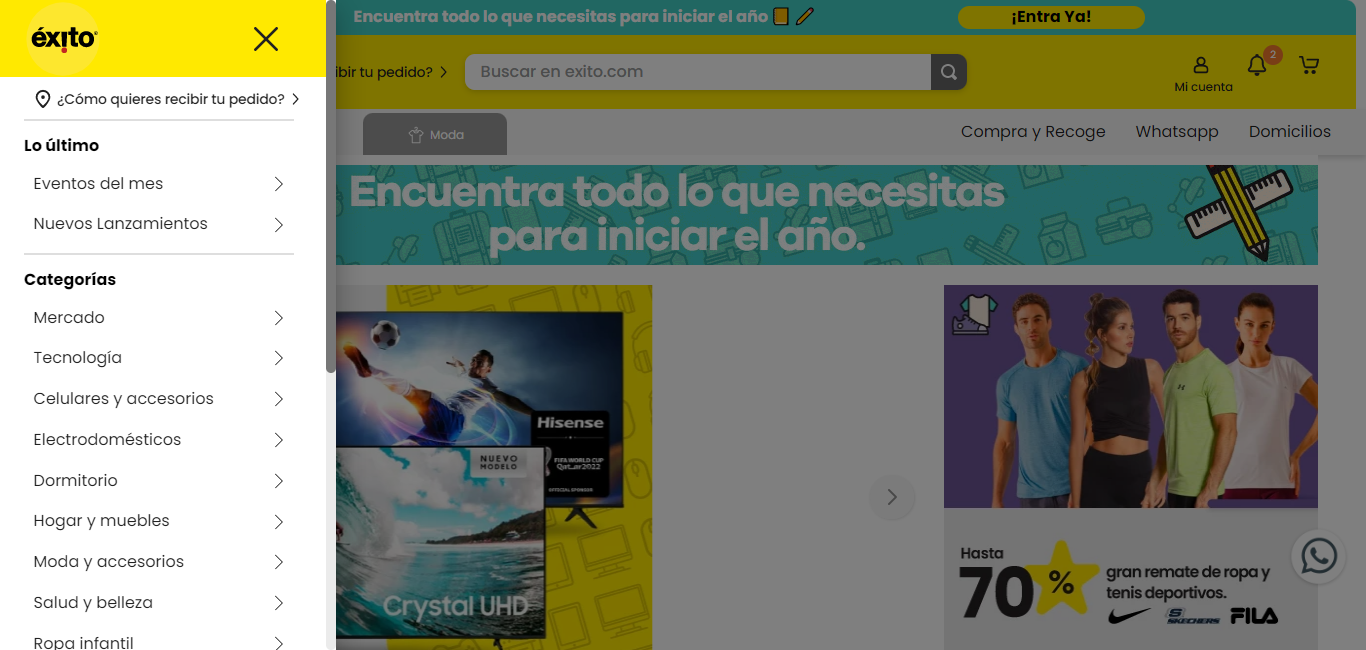 Encuentra todo lo que necesitas para iniciar el año
¡Entra Ya!
éxito
ibir tu pedido?
Buscar en exito.com
2
Mi cuenta
¿Cómo quieres recibir tu pedido?
Moda
Compra y Recoge
Whatsapp
Domicilios
Lo último
Eventos del mes
Nuevos Lanzamientos
Categorías
Mercado
Tecnología
Celulares y accesorios
Electrodomésticos
Dormitorio
Hogar y muebles
Moda y accesorios
Salud y belleza
Ropa infantil
Encuentra todo lo que necesitas
para iniciar el año.
Hisense
FIFA WORLD CUP
Qatar2022
OFFICIAL SPONSOR
NUEVO
MODELO
Crystal UHD
Hasta
70%
gran remate de ropa y
tenis deportivos.
SKECHERS
FILA